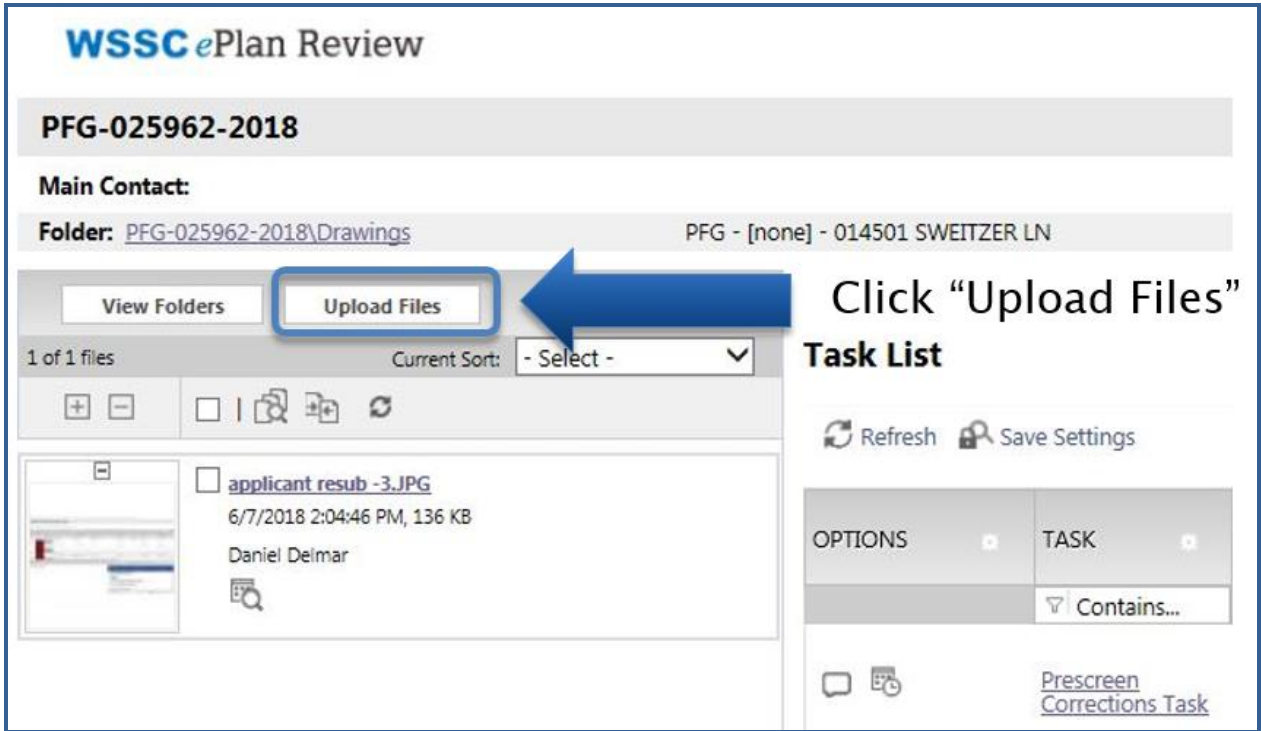 WSSC ePlan Review
PFG-025962-2018
Main Contact:
Folder: PFG-025962-2018\Drawings PFG - [none] - 014501 SWEITZER LN
View Folders Upload Files
Click “Upload Files”
1 of 1 files Current Sort: - Select -
Task List
Refresh Save Settings
applicant resub -3.JPG
6/7/2018 2:04:46 PM, 136 KB
Daniel Delmar
OPTIONS TASK
Contains...
Prescreen
Corrections Task